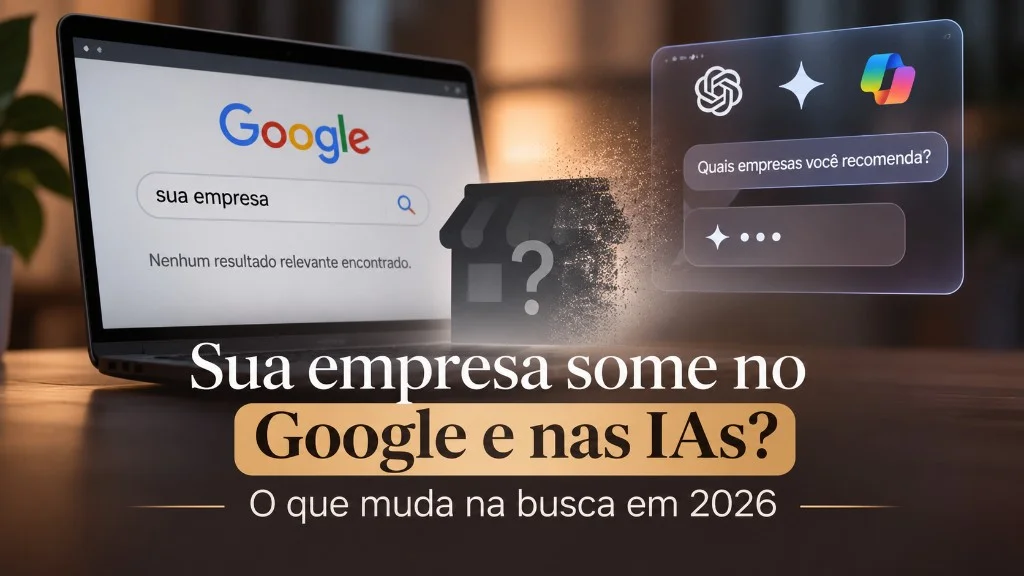 Google
sua empresa
Nenhum resultado relevante encontrado.
Quais empresas você recomenda?
?
Sua empresa some no
Google e nas IAs?
O que muda na busca em 2026